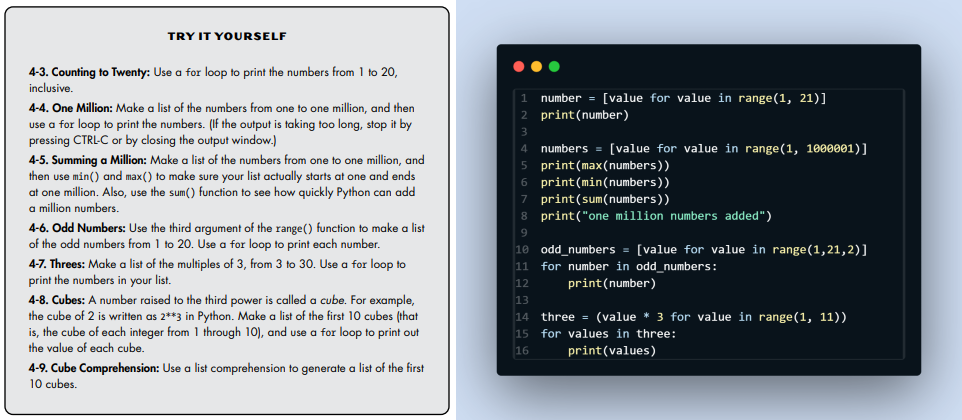 TRY IT YOURSELF
4-3. Counting to Twenty: Use a for loop to print the numbers from 1 to 20,
inclusive.
4-4. One Million: Make a list of the numbers from one to one million, and then
use a for loop to print the numbers. (If the output is taking too long, stop it by
pressing CTRL-C or by closing the output window.)
4-5. Summing a Million: Make a list of the numbers from one to one million, and
then use min() and max() to make sure your list actually starts at one and ends
at one million. Also, use the sum() function to see how quickly Python can add
a million numbers.
4-6. Odd Numbers: Use the third argument of the range() function to make a list
of the odd numbers from 1 to 20. Use a for loop to print each number.
4-7. Threes: Make a list of the multiples of 3, from 3 to 30. Use a for loop to
print the numbers in your list.
4-8. Cubes: A number raised to the third power is called a cube. For example,
the cube of 2 is written as 2**3 in Python. Make a list of the first 10 cubes (that
is, the cube of each integer from 1 through 10), and use a for loop to print out
the value of each cube.
4-9. Cube Comprehension: Use a list comprehension to generate a list of the first
10 cubes.
1 number = [value for value in range(1, 21)]
2 print(number)
3
4 numbers = [value for value in range(1, 1000001)]
5 print(max(numbers))
6 print(min(numbers))
7 print(sum(numbers))
8 print("one million numbers added")
9
10 odd_numbers = [value for value in range(1,21,2)]
11 for number in odd_numbers:
12     print(number)
13
14 three = (value * 3 for value in range(1, 11))
15 for values in three:
16     print(values)